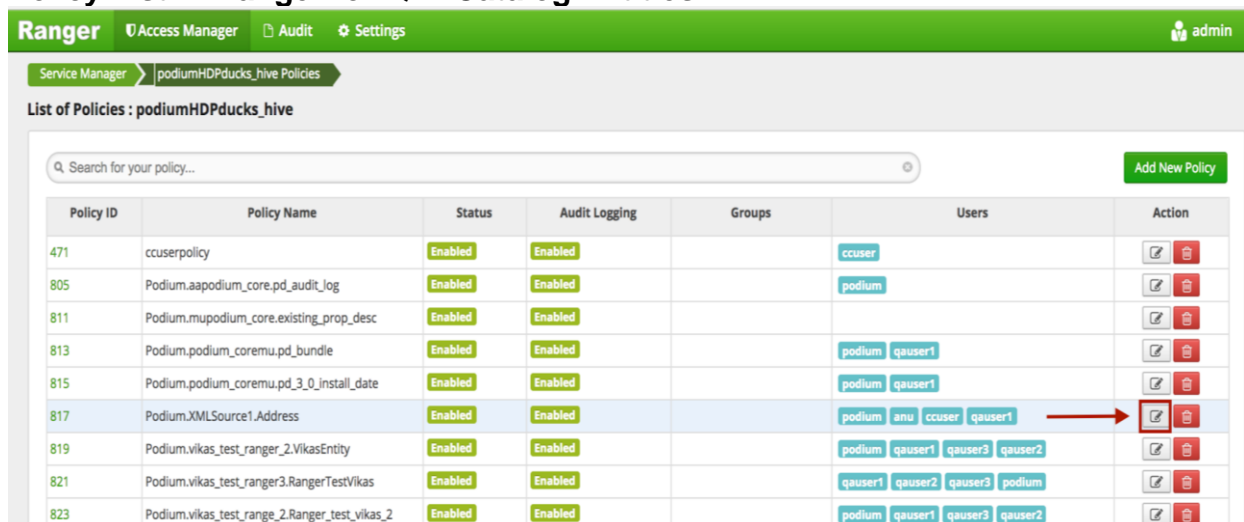 Ranger Access Manager Audit Settings admin
Service Manager podiumHDPducks_hive Policies
List of Policies : podiumHDPducks_hive
Search for your policy... Add New Policy
Policy ID Policy Name Status Audit Logging Groups Users Action
471 ccuserpolicy Enabled Enabled ccuser
805 Podium.aapodium_core.pd_audit_log Enabled Enabled podium
811 Podium.mupodium_core.existing_prop_desc Enabled Enabled
813 Podium.podium_coremu.pd_bundle Enabled Enabled podium qauser1
815 Podium.podium_coremu.pd_3_0_install_date Enabled Enabled podium qauser1
817 Podium.XMLSource1.Address Enabled Enabled podium anu ccuser qauser1
819 Podium.vikas_test_ranger_2.VikasEntity Enabled Enabled podium qauser1 qauser3 qauser2
821 Podium.vikas_test_ranger3.RangerTestVikas Enabled Enabled qauser1 qauser2 qauser3 podium
823 Podium.vikas_test_range_2.Ranger_test_vikas_2 Enabled Enabled podium qauser1 qauser3 qauser2